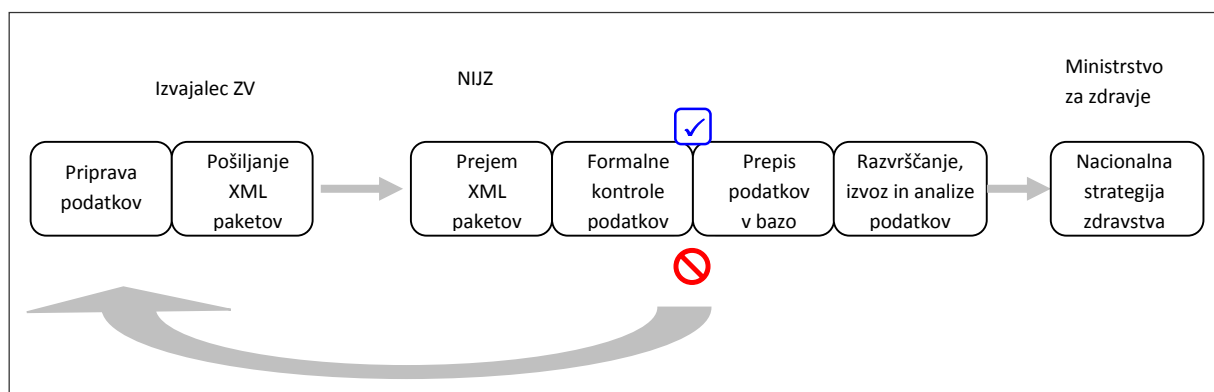 Izvajalec ZV
NIJZ
Ministrstvo
za zdravje
Priprava
podatkov
Pošiljanje
XML
paketov
Prejem
XML
paketov
Formalne
kontrole
podatkov
Prepis
podatkov
v bazo
Razvrščanje,
izvoz in analize
podatkov
Nacionalna
strategija
zdravstva